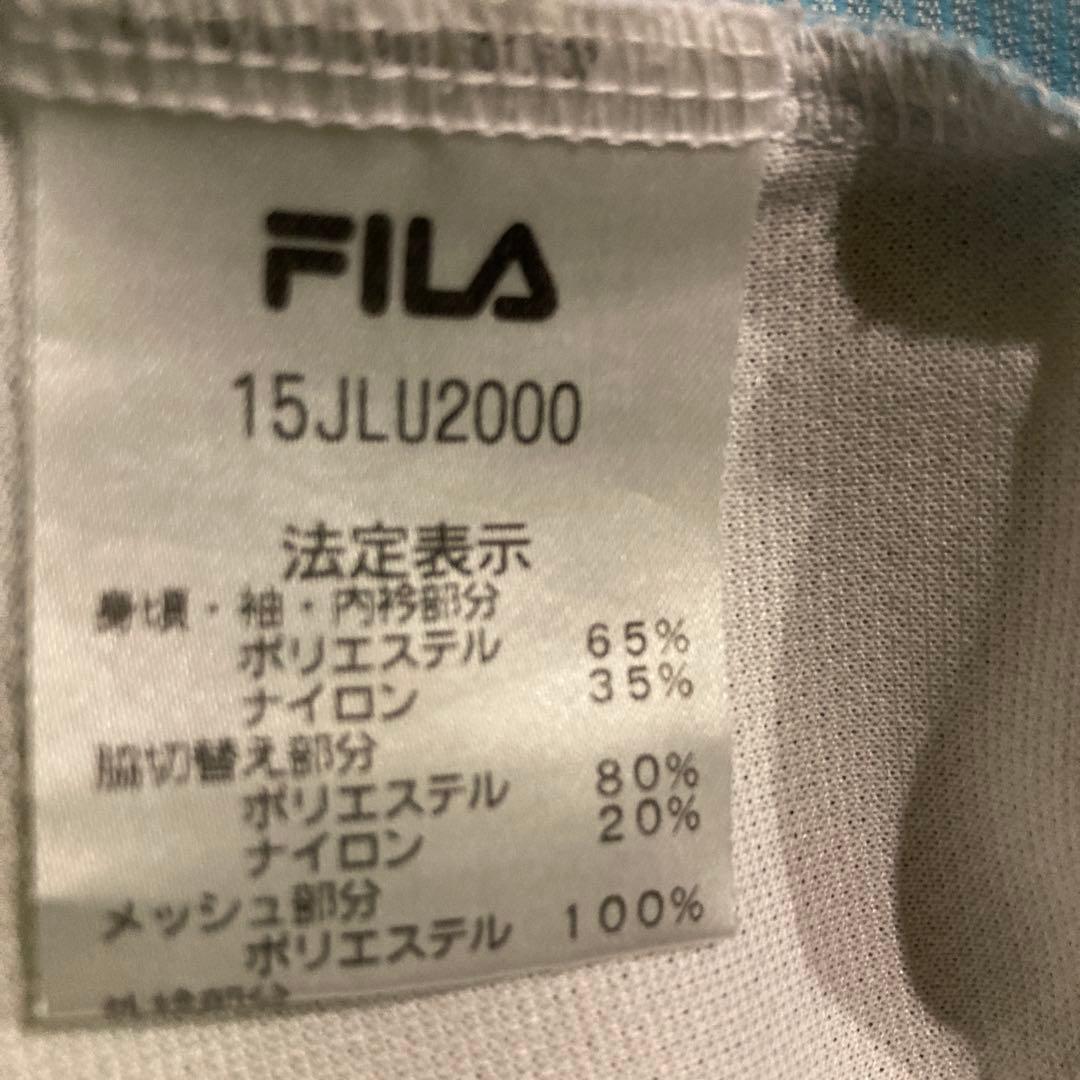 FILA
15JLU2000
法定表示
身頃・袖・内衿部分
ポリエステル 65%
ナイロン 35%
脇切替え部分
ポリエステル 80%
ナイロン 20%
メッシュ部分
ポリエステル 100%